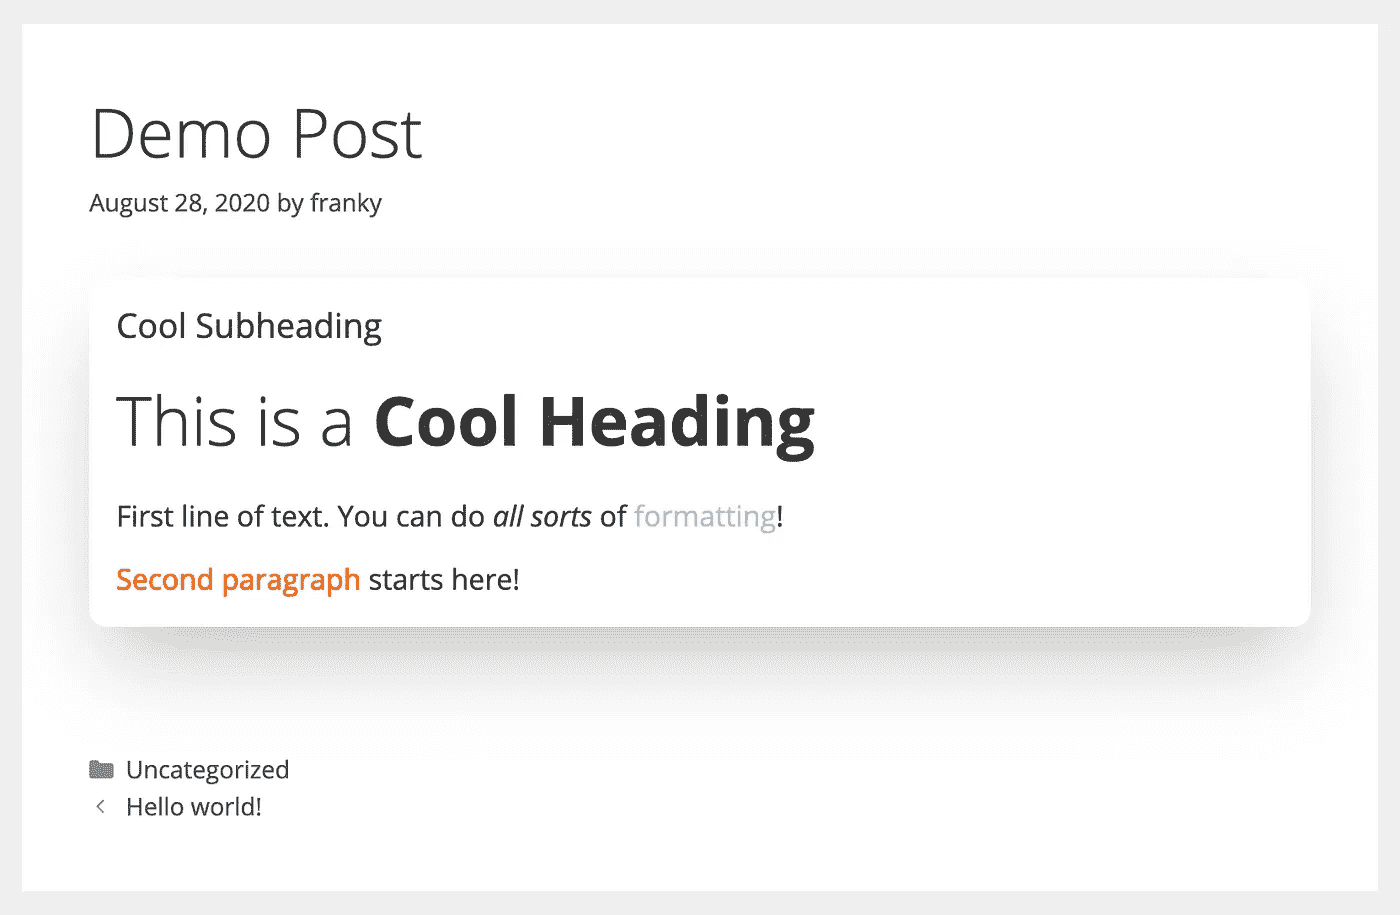 Demo Post
August 28, 2020 by franky
Cool Subheading
This is a Cool Heading
First line of text. You can do all sorts of formatting!
Second paragraph starts here!
Uncategorized
Hello world!